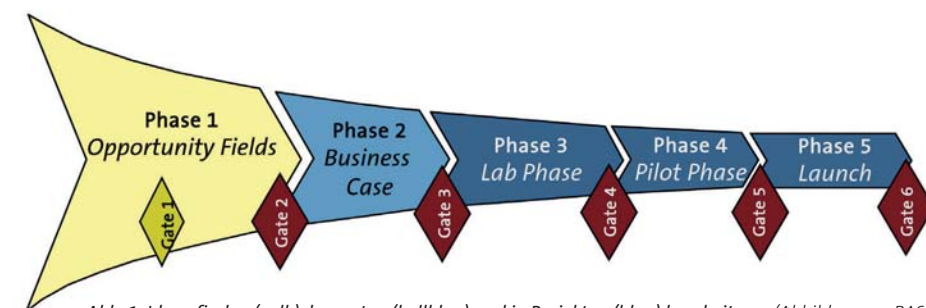 Phase 1
Opportunity Fields
Phase 2
Business
Case
Phase 3
Lab Phase
Phase 4
Pilot Phase
Phase 5
Launch
Gate 1
Gate 2
Gate 3
Gate 4
Gate 5
Gate 6